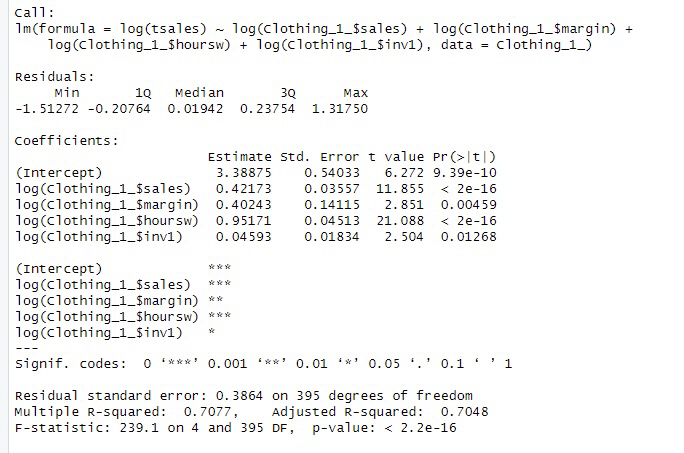 Call:
lm(formula = log(tsales) ~ log(Clothing_1_$sales) + log(Clothing_1_$margin) +
    log(Clothing_1_$hoursw) + log(Clothing_1_$inv1), data = Clothing_1_)
Residuals:
     Min       1Q   Median       3Q      Max
-1.51272 -0.20764  0.01942  0.23754  1.31750
Coefficients:
                        Estimate Std. Error t value Pr(>|t|)
(Intercept)              3.38875    0.54033   6.272 9.39e-10
log(Clothing_1_$sales)   0.42173    0.03557  11.855  < 2e-16
log(Clothing_1_$margin)  0.40243    0.14115   2.851  0.00459
log(Clothing_1_$hoursw)  0.95171    0.04513  21.088  < 2e-16
log(Clothing_1_$inv1)    0.04593    0.01834   2.504  0.01268
(Intercept)             ***
log(Clothing_1_$sales)  ***
log(Clothing_1_$margin) **
log(Clothing_1_$hoursw) ***
log(Clothing_1_$inv1)   *
---
Signif. codes:  0 ‘***’ 0.001 ‘**’ 0.01 ‘*’ 0.05 ‘.’ 0.1 ‘ ’ 1
Residual standard error: 0.3864 on 395 degrees of freedom
Multiple R-squared:  0.7077,    Adjusted R-squared:  0.7048
F-statistic: 239.1 on 4 and 395 DF,  p-value: < 2.2e-16